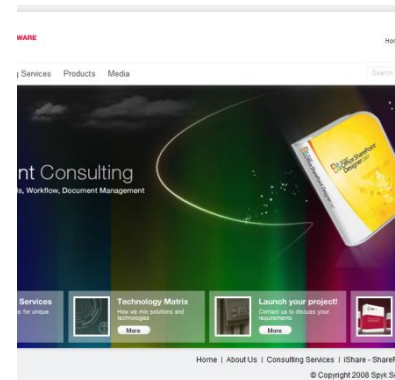 WARE
Hor
g Services Products Media
Search
Office SharePoint
Designer 2007
nt Consulting
ls, Workflow, Document Management
Services
s for unique
Technology Matrix
How we mix solutions and
technologies
More
Launch your project!
Contact us to discuss your
requirements
More
Home | About Us | Consulting Services | iShare - ShareP
© Copyright 2008 Spyk So